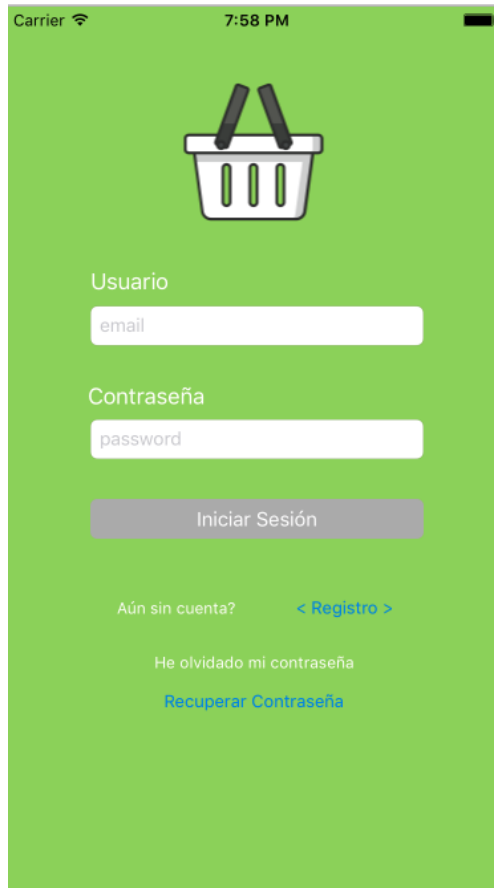 Carrier 7:58 PM
Usuario
email
Contraseña
password
Iniciar Sesión
Aún sin cuenta? < Registro >
He olvidado mi contraseña
Recuperar Contraseña